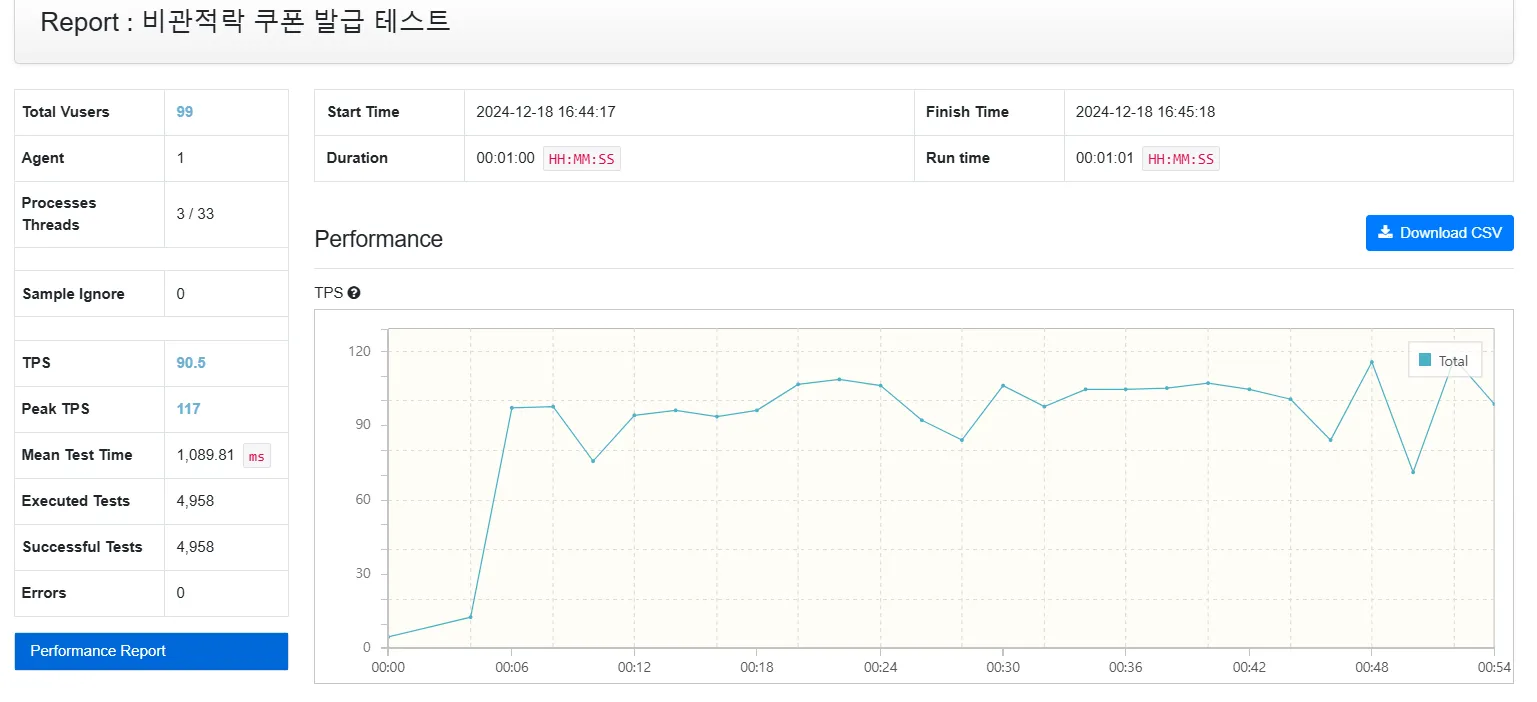 Report : 비관적락 쿠폰 발급 테스트
Total Vusers 99
Agent 1
Processes
Threads
3 / 33
Sample Ignore 0
TPS 90.5
Peak TPS 117
Mean Test Time 1,089.81 ms
Executed Tests 4,958
Successful Tests 4,958
Errors 0
Performance Report
Start Time 2024-12-18 16:44:17 Finish Time 2024-12-18 16:45:18
Duration 00:01:00 HH:MM:SS Run time 00:01:01 HH:MM:SS
Performance
Download CSV
TPS
Total
120
90
60
30
0
00:00 00:06 00:12 00:18 00:24 00:30 00:36 00:42 00:48 00:54